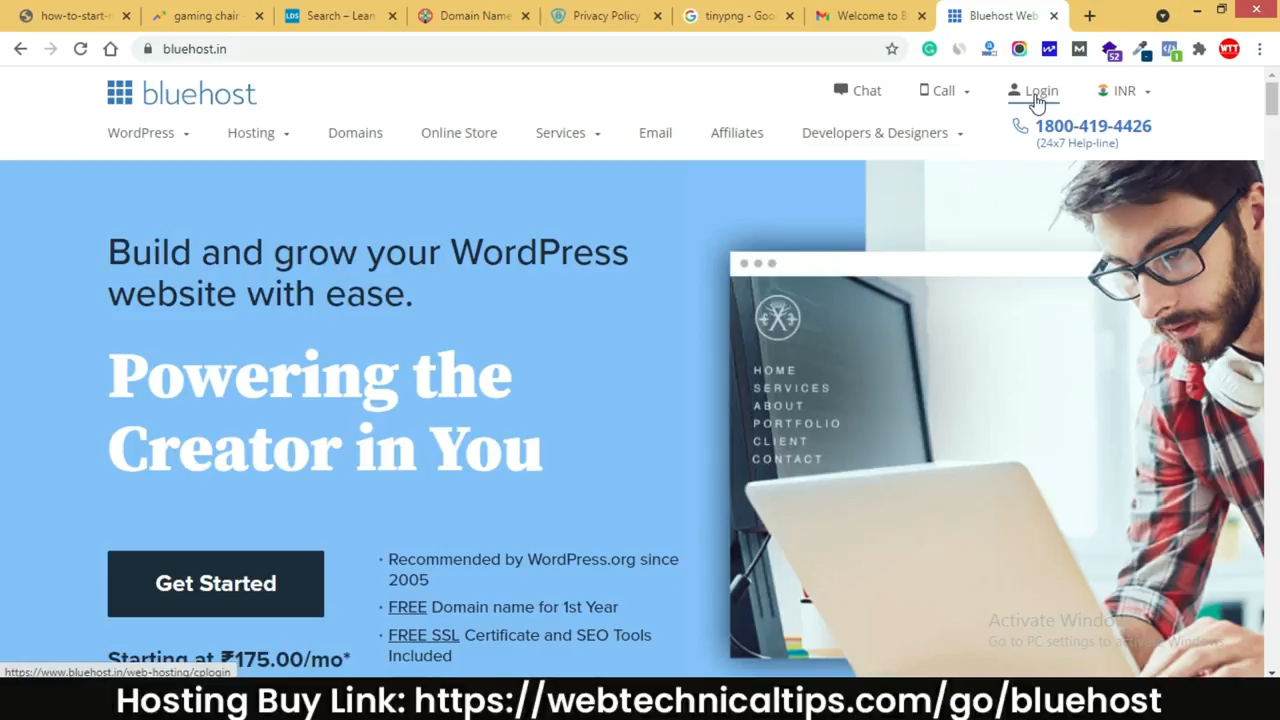 how-to-start-
gaming chair -
LDS
Search – Lean
Domain Name
Privacy Policy
tinypng - Goo
Welcome to B
Bluehost Web
bluehost.in
52
1
WTT
bluehost
Chat
Call
Login
INR
WordPress
Hosting
Domains
Online Store
Services
Email
Affiliates
Developers & Designers
1800-419-4426
(24x7 Help-line)
Build and grow your WordPress
website with ease.
Powering the
Creator in You
HOME
SERVICES
ABOUT
PORTFOLIO
CLIENT
CONTACT
Get Started
Starting at ₹175.00/mo*
· Recommended by WordPress.org since
2005
· FREE Domain name for 1st Year
· FREE SSL Certificate and SEO Tools
Included
Activate Windo
Go to PC settings to activate Windows.
https://www.bluehost.in/web-hosting/cplogin
Hosting Buy Link: https://webtechnicaltips.com/go/bluehost